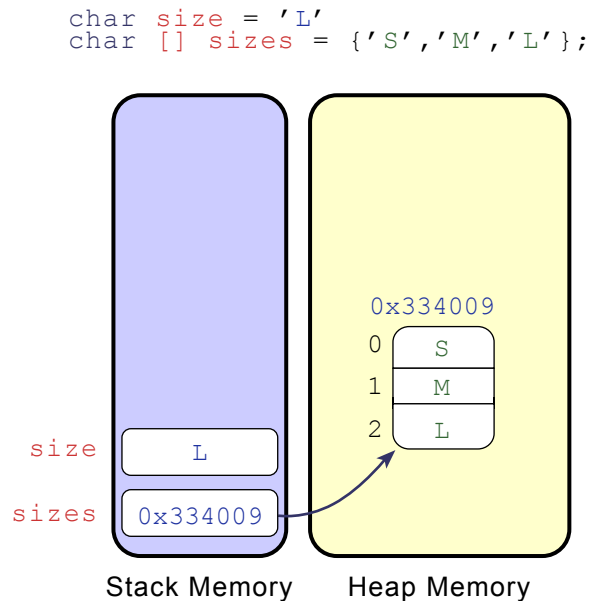 char size = 'L'
char [] sizes = {'S','M','L'};
0x334009
0 S
1 M
2 L
size L
sizes 0x334009
Stack Memory Heap Memory